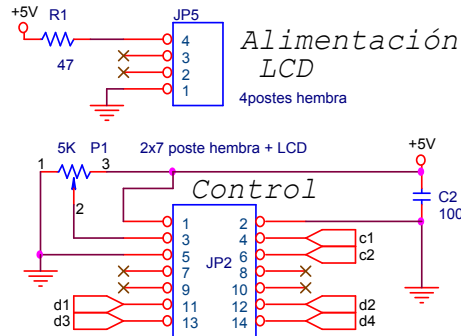 +5V R1 JP5
47
4
3
2
1
Alimentación
LCD
4postes hembra
5K P1 2x7 poste hembra + LCD +5V
1 3
2
Control
C2
100
1 2
3 4 c1
5 6 c2
JP2
7 8
9 10
d1 11 12 d2
d3 13 14 d4